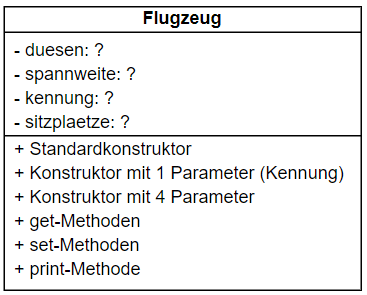 Flugzeug
- duesen: ?
- spannweite: ?
- kennung: ?
- sitzplaetze: ?
+ Standardkonstruktor
+ Konstruktor mit 1 Parameter (Kennung)
+ Konstruktor mit 4 Parameter
+ get-Methoden
+ set-Methoden
+ print-Methode